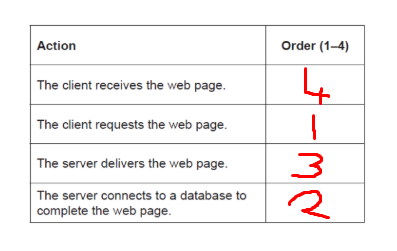 Action Order (1–4)
The client receives the web page. 4
The client requests the web page. 1
The server delivers the web page. 3
The server connects to a database to
complete the web page. 2